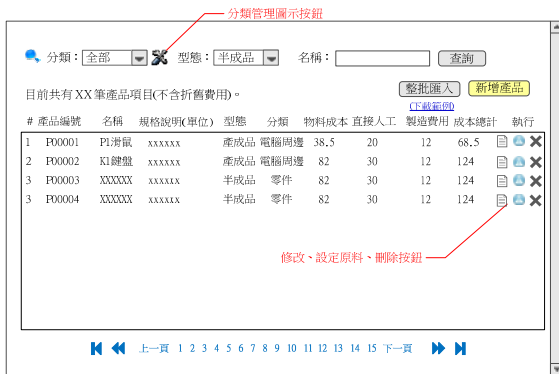 分類管理圖示按鈕
分類： 全部 型態： 半成品 名稱： 查詢
目前共有 XX 筆產品項目(不含折舊費用)。 整批匯入 新增產品
(下載範例)
# 產品編號 名稱 規格說明(單位) 型態 分類 物料成本 直接人工 製造費用 成本總計 執行
1 P00001 P1滑鼠 xxxxxx 產成品 電腦周邊 38.5 20 12 68.5
2 P00002 K1鍵盤 xxxxxx 產成品 電腦周邊 82 30 12 124
3 P00003 XXXXXX xxxxxx 半成品 零件 82 30 12 124
3 P00004 XXXXXX xxxxxx 半成品 零件 82 30 12 124
修改、設定原料、刪除按鈕
上一頁 1 2 3 4 5 6 7 8 9 10 11 12 13 14 15 下一頁